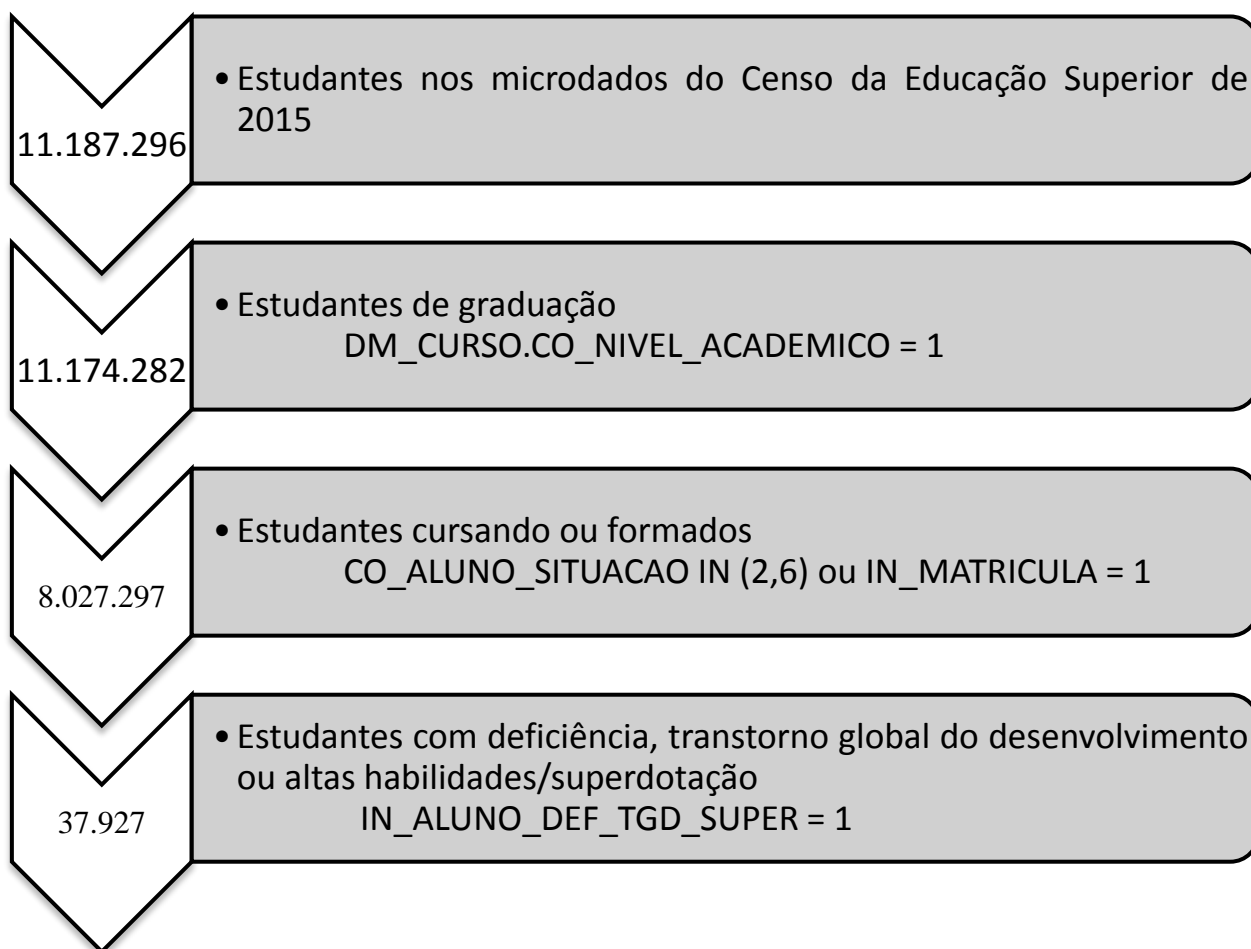 11.187.296
• Estudantes nos microdados do Censo da Educação Superior de
2015
11.174.282
• Estudantes de graduação
DM_CURSO.CO_NIVEL_ACADEMICO = 1
8.027.297
• Estudantes cursando ou formados
CO_ALUNO_SITUACAO IN (2,6) ou IN_MATRICULA = 1
37.927
• Estudantes com deficiência, transtorno global do desenvolvimento
ou altas habilidades/superdotação
IN_ALUNO_DEF_TGD_SUPER = 1